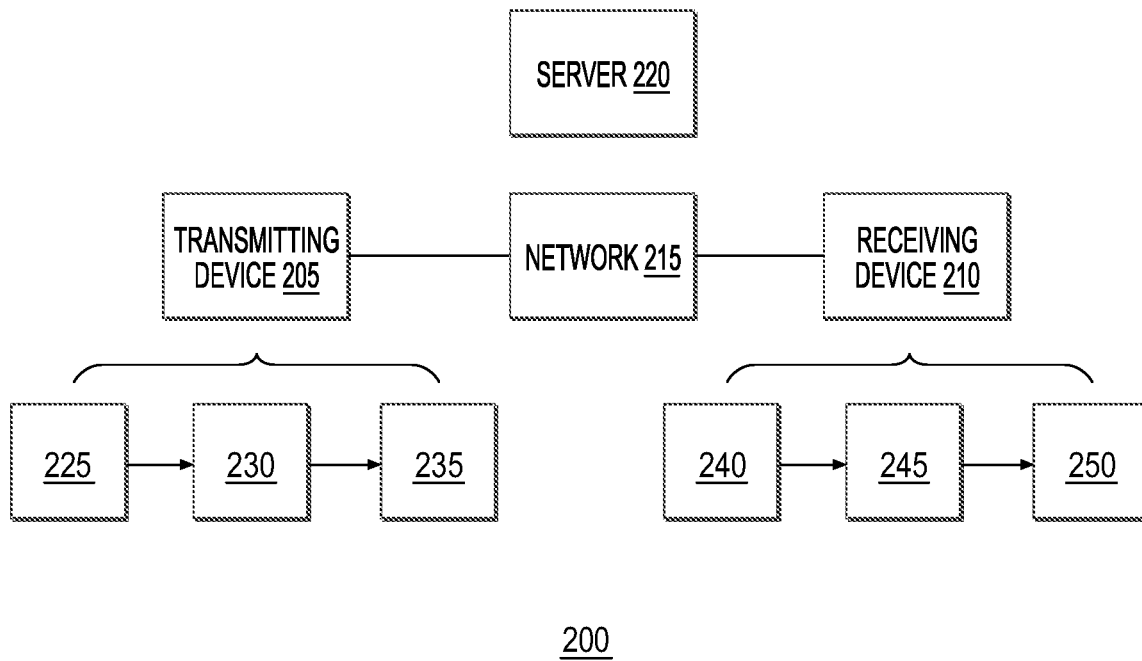 SERVER 220
TRANSMITTING
DEVICE 205
NETWORK 215
RECEIVING
DEVICE 210
225
230
235
240
245
250
200